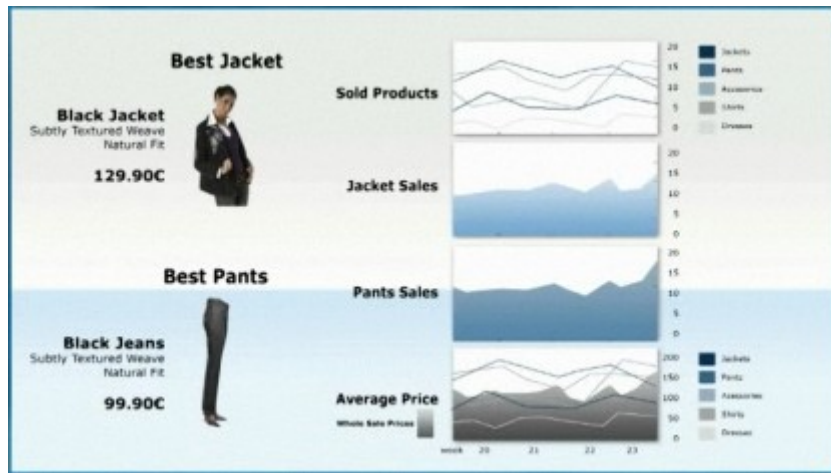 Best Jacket
Black Jacket
Subtly Textured Weave
Natural Fit
129.90€
Best Pants
Black Jeans
Subtly Textured Weave
Natural Fit
99.90€
Sold Products
20
15
10
5
0
Jackets
Pants
Accessories
Shirts
Dresses
Jacket Sales
20
15
10
5
0
Pants Sales
20
15
10
5
0
Average Price
Whole Sale Prices
200
150
100
50
0
Jackets
Pants
Accessories
Shirts
Dresses
week 20 21 22 23